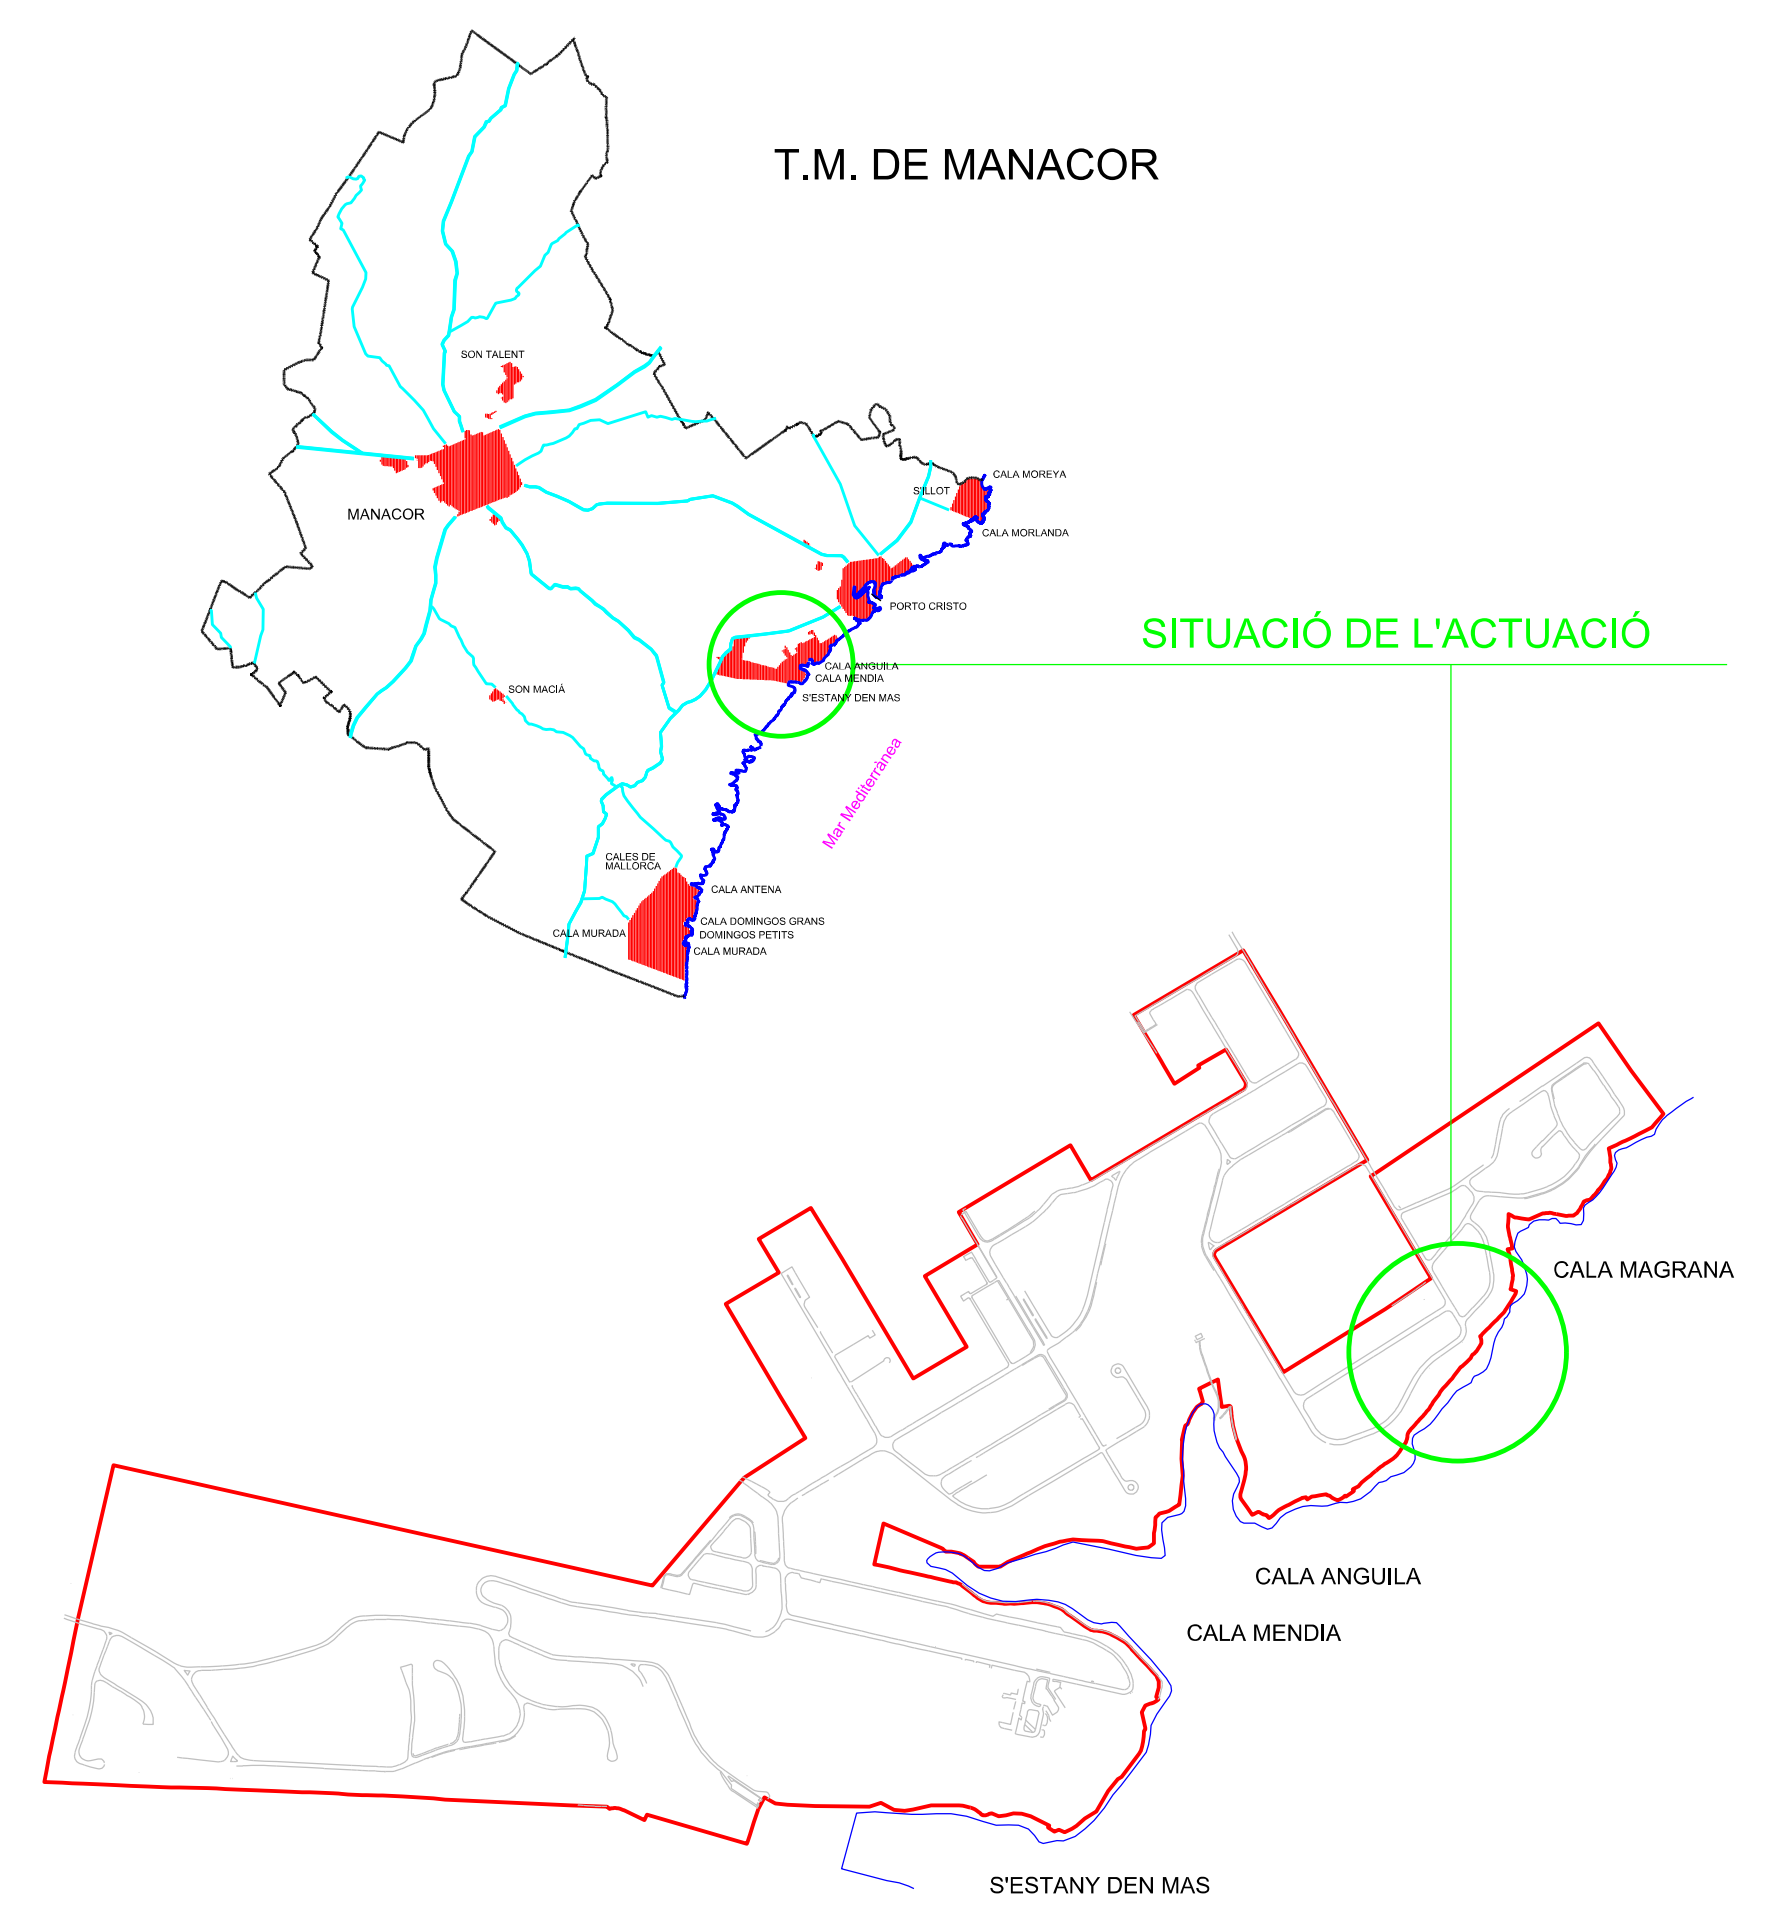 T.M. DE MANACOR
SON TALENT
CALA MOREYA
S'ILLOT
MANACOR
CALA MORLANDA
PORTO CRISTO
SITUACIÓ DE L'ACTUACIÓ
CALA ANGUILA
CALA MENDIA
SON MACIÁ
S'ESTANY DEN MAS
Mar Mediterrànea
CALES DE
MALLORCA
CALA ANTENA
CALA DOMINGOS GRANS
CALA MURADA
DOMINGOS PETITS
CALA MURADA
CALA MAGRANA
CALA ANGUILA
CALA MENDIA
S'ESTANY DEN MAS